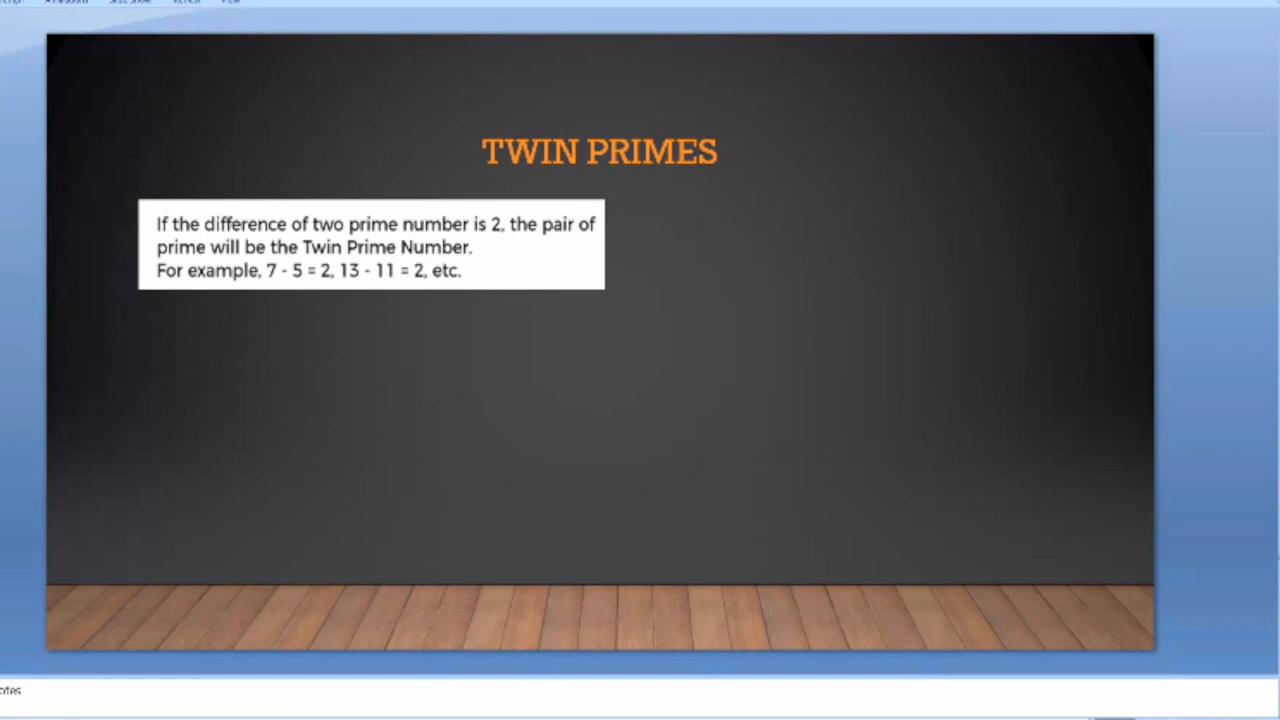 TWIN PRIMES
If the difference of two prime number is 2, the pair of
prime will be the Twin Prime Number.
For example, 7 - 5 = 2, 13 - 11 = 2, etc.
otes